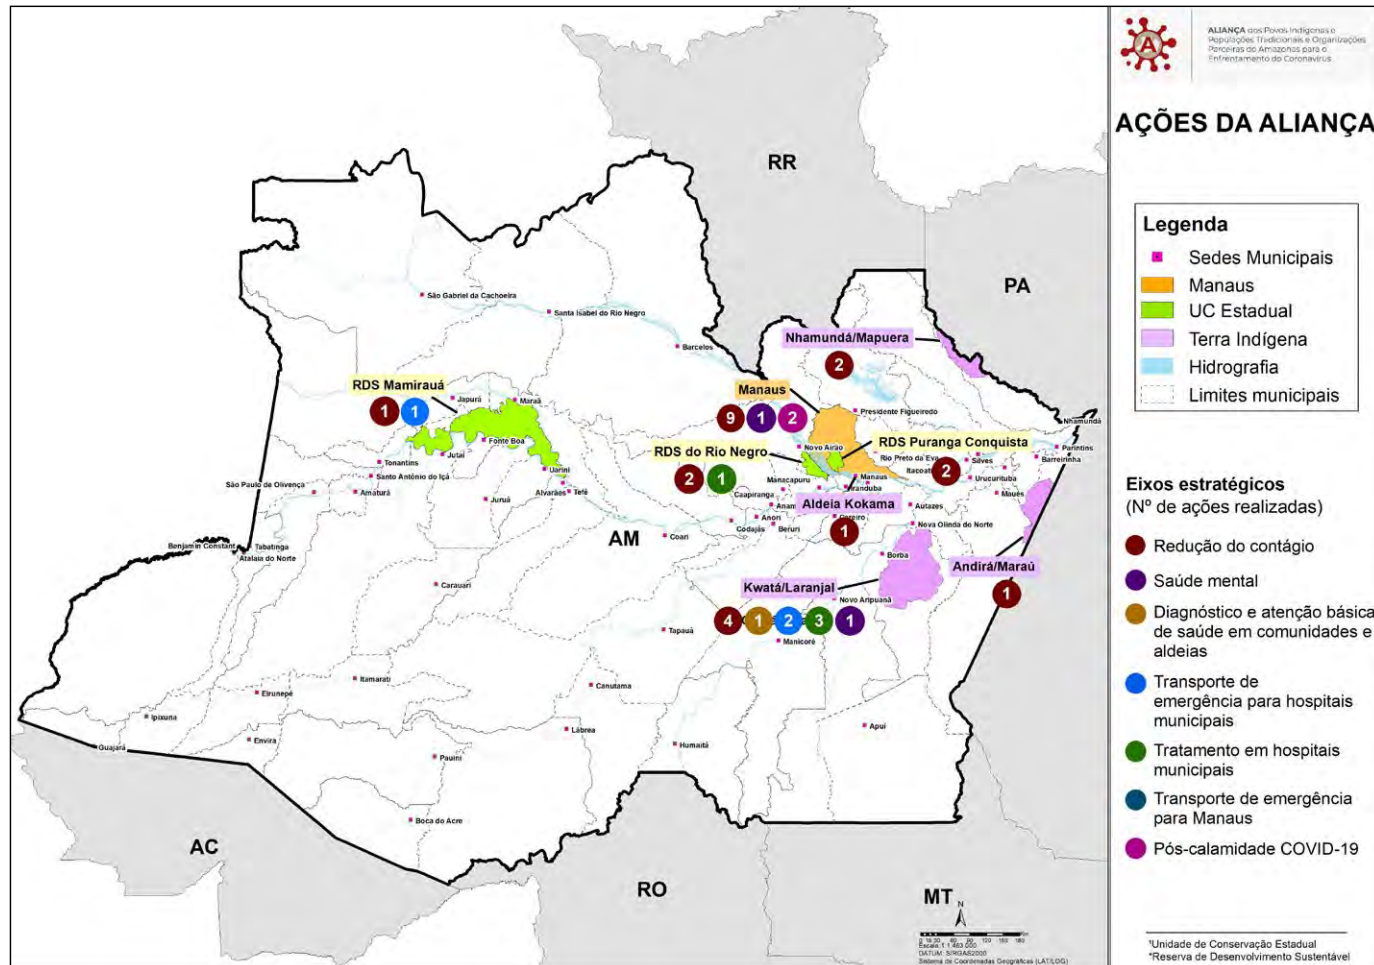 ALIANÇA dos Povos Indígenas e
Populações Tradicionais e Organizações
Parceiras do Amazonas para o
Enfrentamento do Coronavírus
A
AÇÕES DA ALIANÇA
Legenda
Sedes Municipais
Manaus
UC Estadual
Terra Indígena
Hidrografia
Limites municipais
Eixos estratégicos
(Nº de ações realizadas)
Redução do contágio
Saúde mental
Diagnóstico e atenção básica
de saúde em comunidades e
aldeias
Transporte de
emergência para hospitais
municipais
Tratamento em hospitais
municipais
Transporte de emergência
para Manaus
Pós-calamidade COVID-19
¹Unidade de Conservação Estadual
²Reserva de Desenvolvimento Sustentável
RR
PA
AM
AC
RO
MT
São Gabriel da Cachoeira
Santa Isabel do Rio Negro
Barcelos
Nhamundá/Mapuera
2
RDS Mamirauá
1 1
Japurá
Maraã
Fonte Boa
Jutaí
Tonantins
Santo Antônio do Içá
São Paulo de Olivença
Amaturá
Uarini
Alvarães
Tefé
Juruá
Benjamin Constant
Tabatinga
Atalaia do Norte
Manaus
9 1 2
Presidente Figueiredo
Novo Airão
RDS Puranga Conquista
2
Rio Preto da Eva
Silves
Urucurituba
Nhamundá
Parintins
Barreirinha
Maués
RDS do Rio Negro
2 1
Manacapuru
Manaus
Iranduba
Caapiranga
Anori
Codajás
Beruri
Coari
Aldeia Kokama
1
Autazes
Nova Olinda do Norte
Borba
Andirá/Maraú
1
Kwatá/Laranjal
4 1 2 3 1
Novo Aripuanã
Manicoré
Carauari
Tapauá
Itamarati
Eirunepé
Ipixuna
Guajará
Envira
Canutama
Lábrea
Humaitá
Apuí
Pauini
Boca do Acre
N
DATUM: SIRGAS2000
Sistema de Coordenadas Geográficas (LAT/LOG)